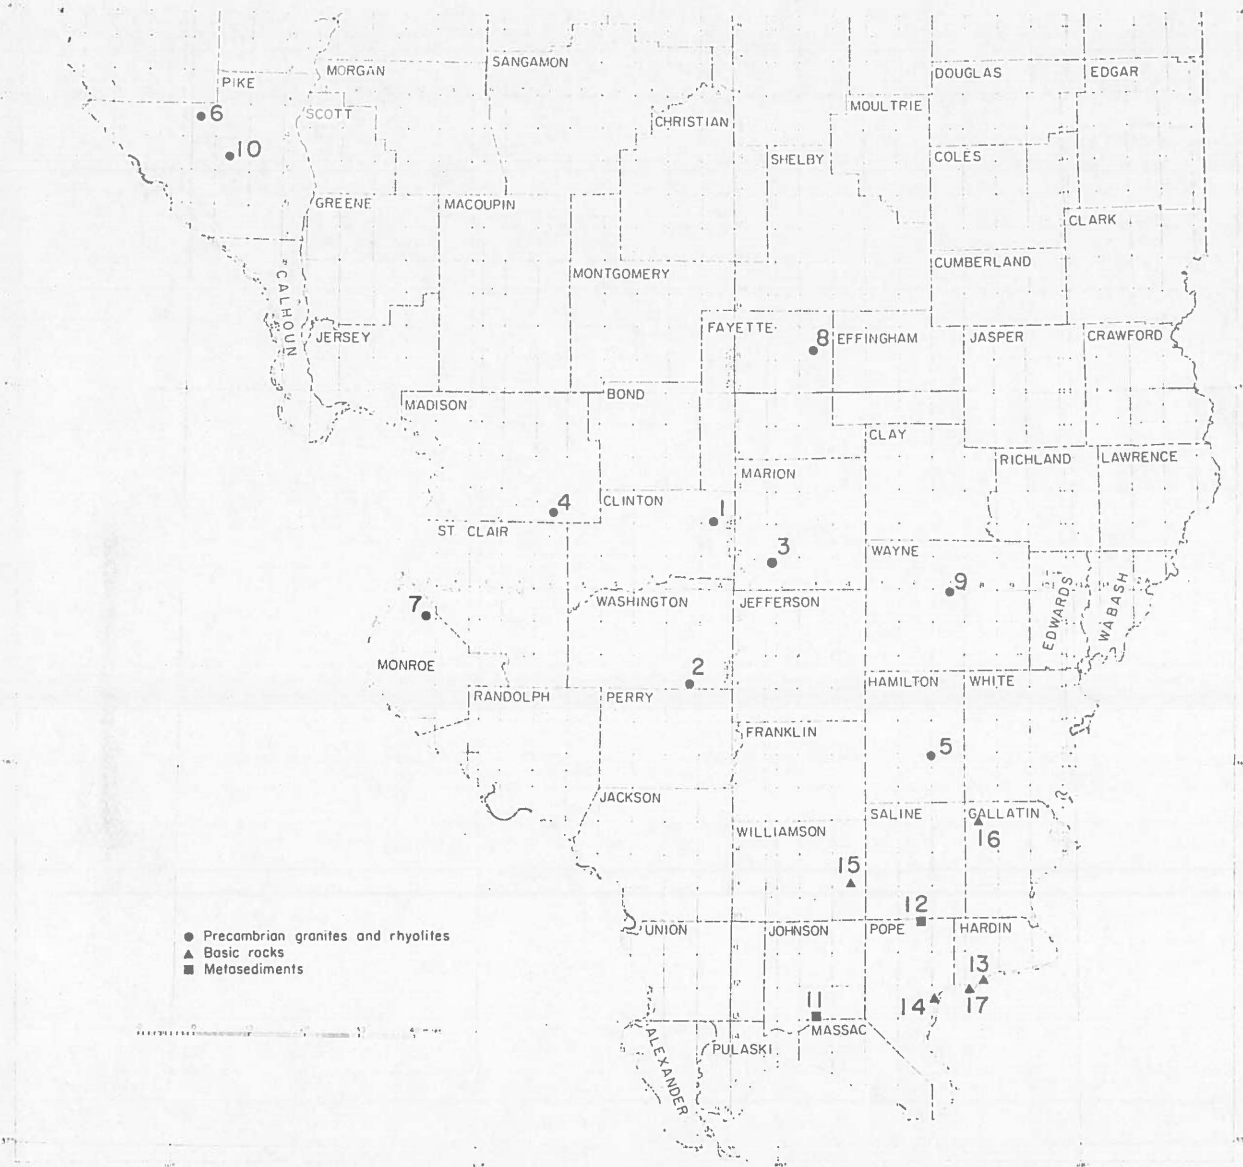 SANGAMON
MORGAN
PIKE
DOUGLAS
EDGAR
MOULTRIE
6
SCOTT
CHRISTIAN
10
SHELBY
COLES
GREENE
MACOUPIN
CLARK
CUMBERLAND
MONTGOMERY
CALHOUN
JERSEY
FAYETTE
8
EFFINGHAM
JASPER
CRAWFORD
BOND
MADISON
CLAY
RICHLAND
LAWRENCE
MARION
4
CLINTON
1
ST CLAIR
3
WAYNE
9
EDWARDS
WABASH
7
WASHINGTON
JEFFERSON
MONROE
2
HAMILTON
WHITE
RANDOLPH
PERRY
FRANKLIN
5
JACKSON
SALINE
GALLATIN
WILLIAMSON
16
15
12
UNION
JOHNSON
POPE
HARDIN
Precambrian granites and rhyolites
Basic rocks
Metasediments
13
11
14
17
MASSAC
ALEXANDER
PULASKI